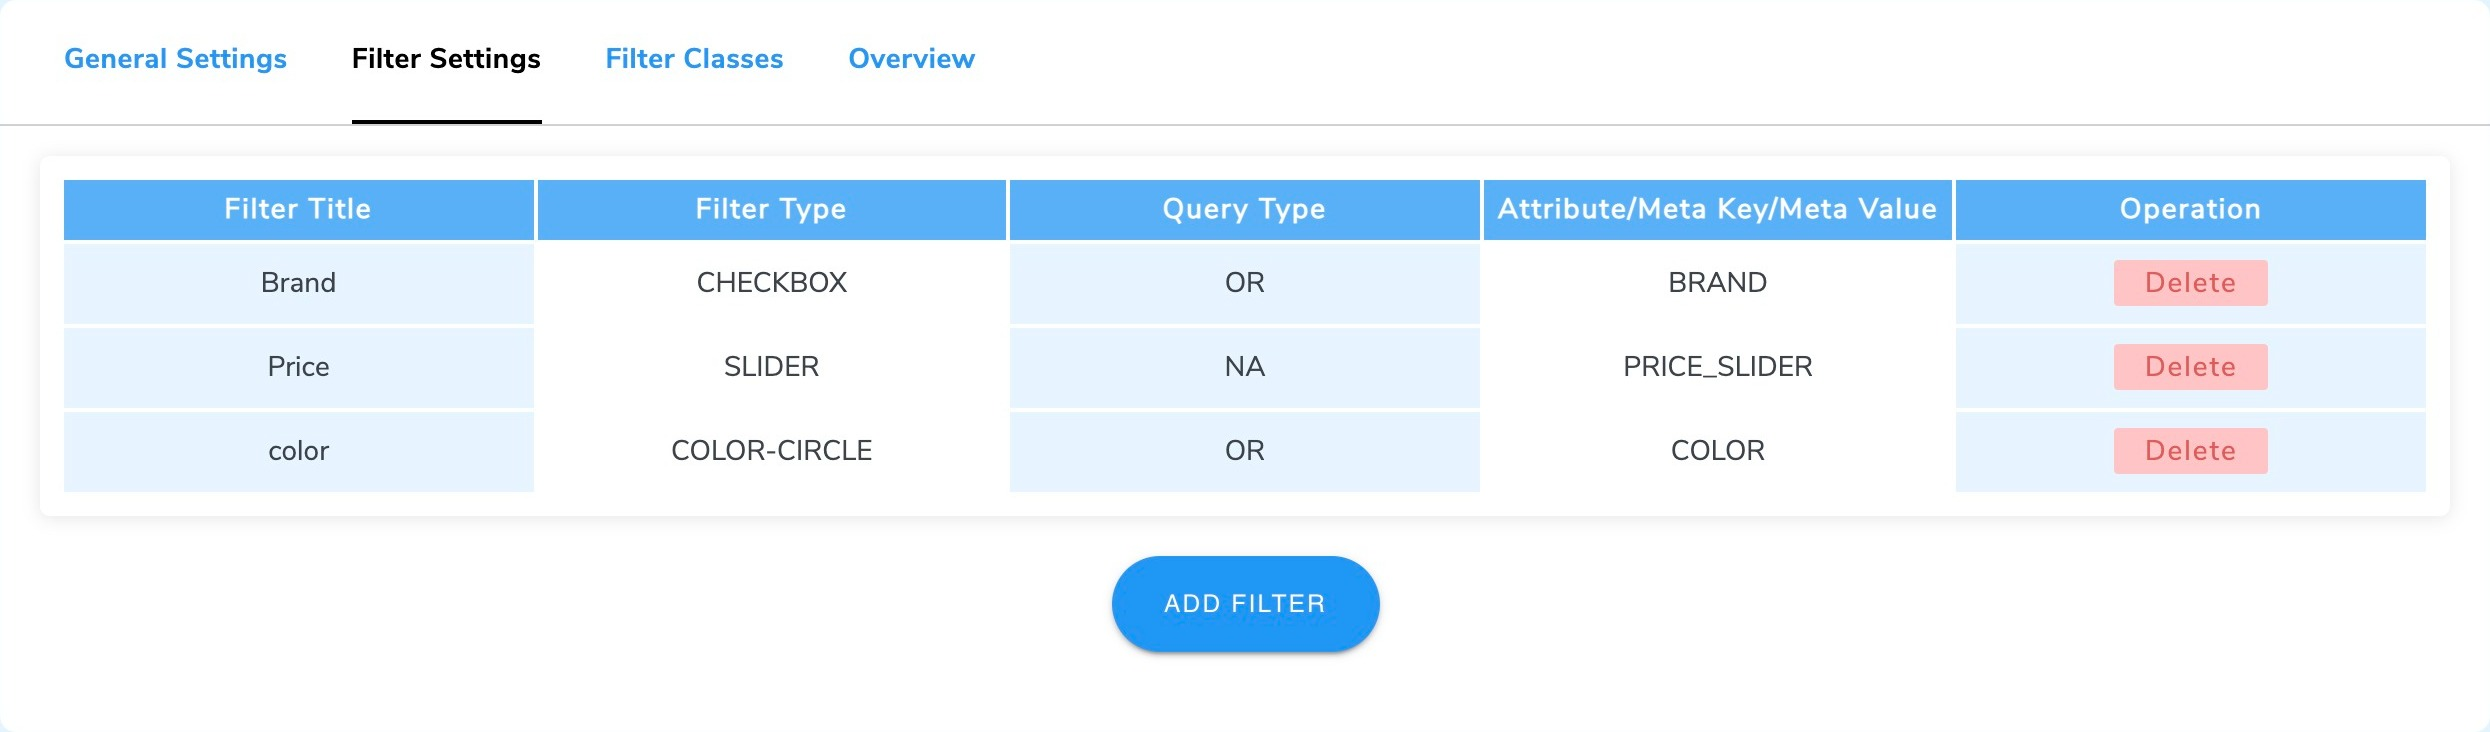 General Settings Filter Settings Filter Classes Overview
Filter Title Filter Type Query Type Attribute/Meta Key/Meta Value Operation
Brand CHECKBOX OR BRAND Delete
Price SLIDER NA PRICE_SLIDER Delete
color COLOR-CIRCLE OR COLOR Delete
ADD FILTER